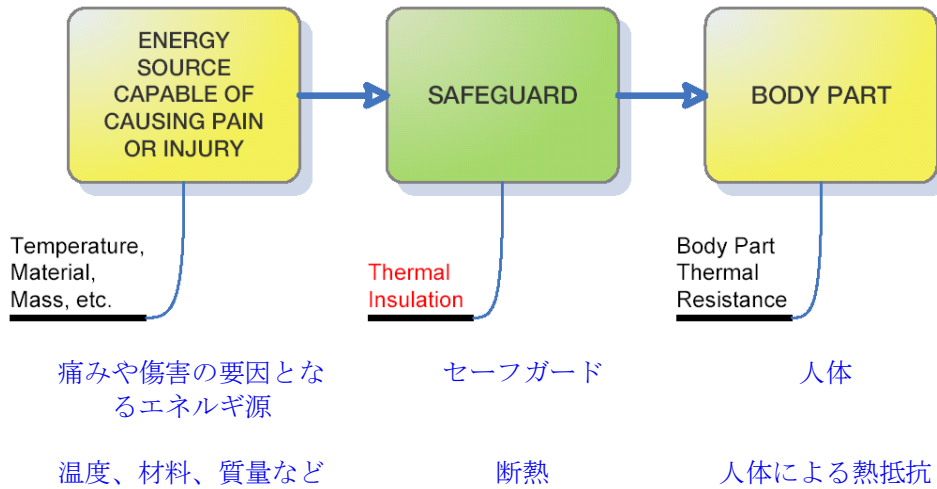 ENERGY
SOURCE
CAPABLE OF
CAUSING PAIN
OR INJURY
SAFEGUARD
BODY PART
Temperature,
Material,
Mass, etc.
Thermal
Insulation
Body Part
Thermal
Resistance
痛みや傷害の要因とな
るエネルギ源
セーフガード
人体
温度、材料、質量など
断熱
人体による熱抵抗